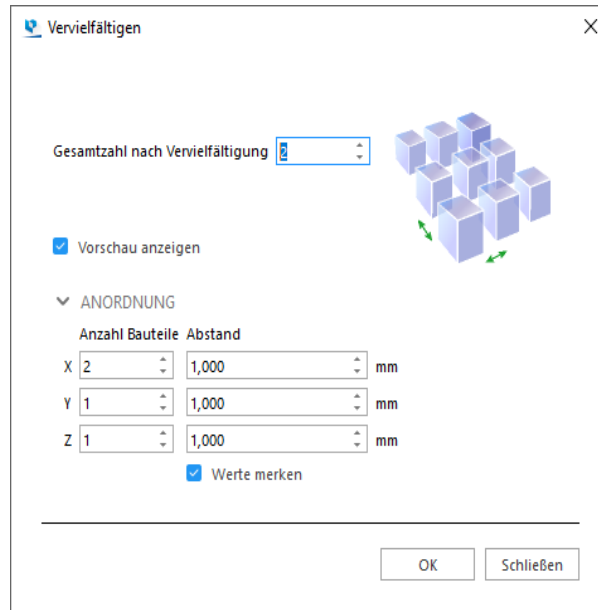 Vervielfältigen
Gesamtzahl nach Vervielfältigung 2
Vorschau anzeigen
ANORDNUNG
Anzahl Bauteile Abstand
X 2 1,000 mm
Y 1 1,000 mm
Z 1 1,000 mm
Werte merken
OK Schließen